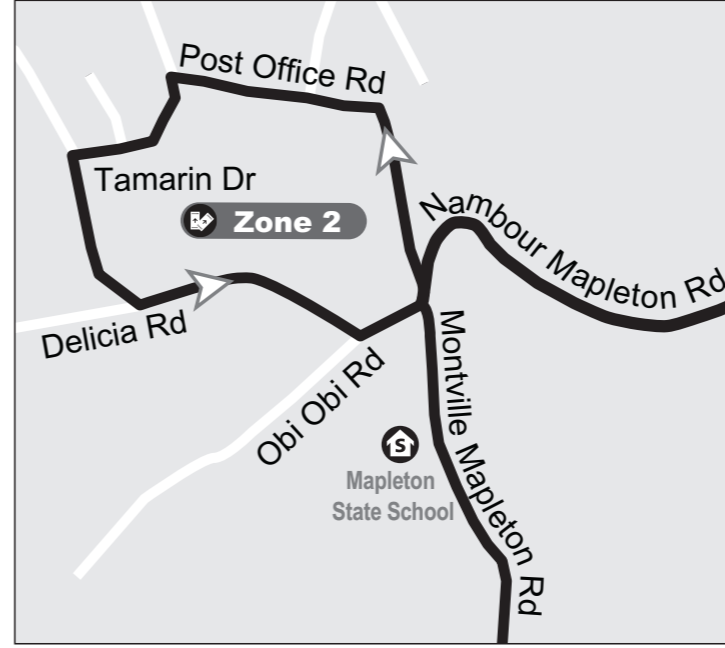 Post Office Rd
Tamarin Dr
Zone 2
Nambour Mapleton Rd
Delicia Rd
Obi Obi Rd
Montville Mapleton Rd
S
Mapleton
State School